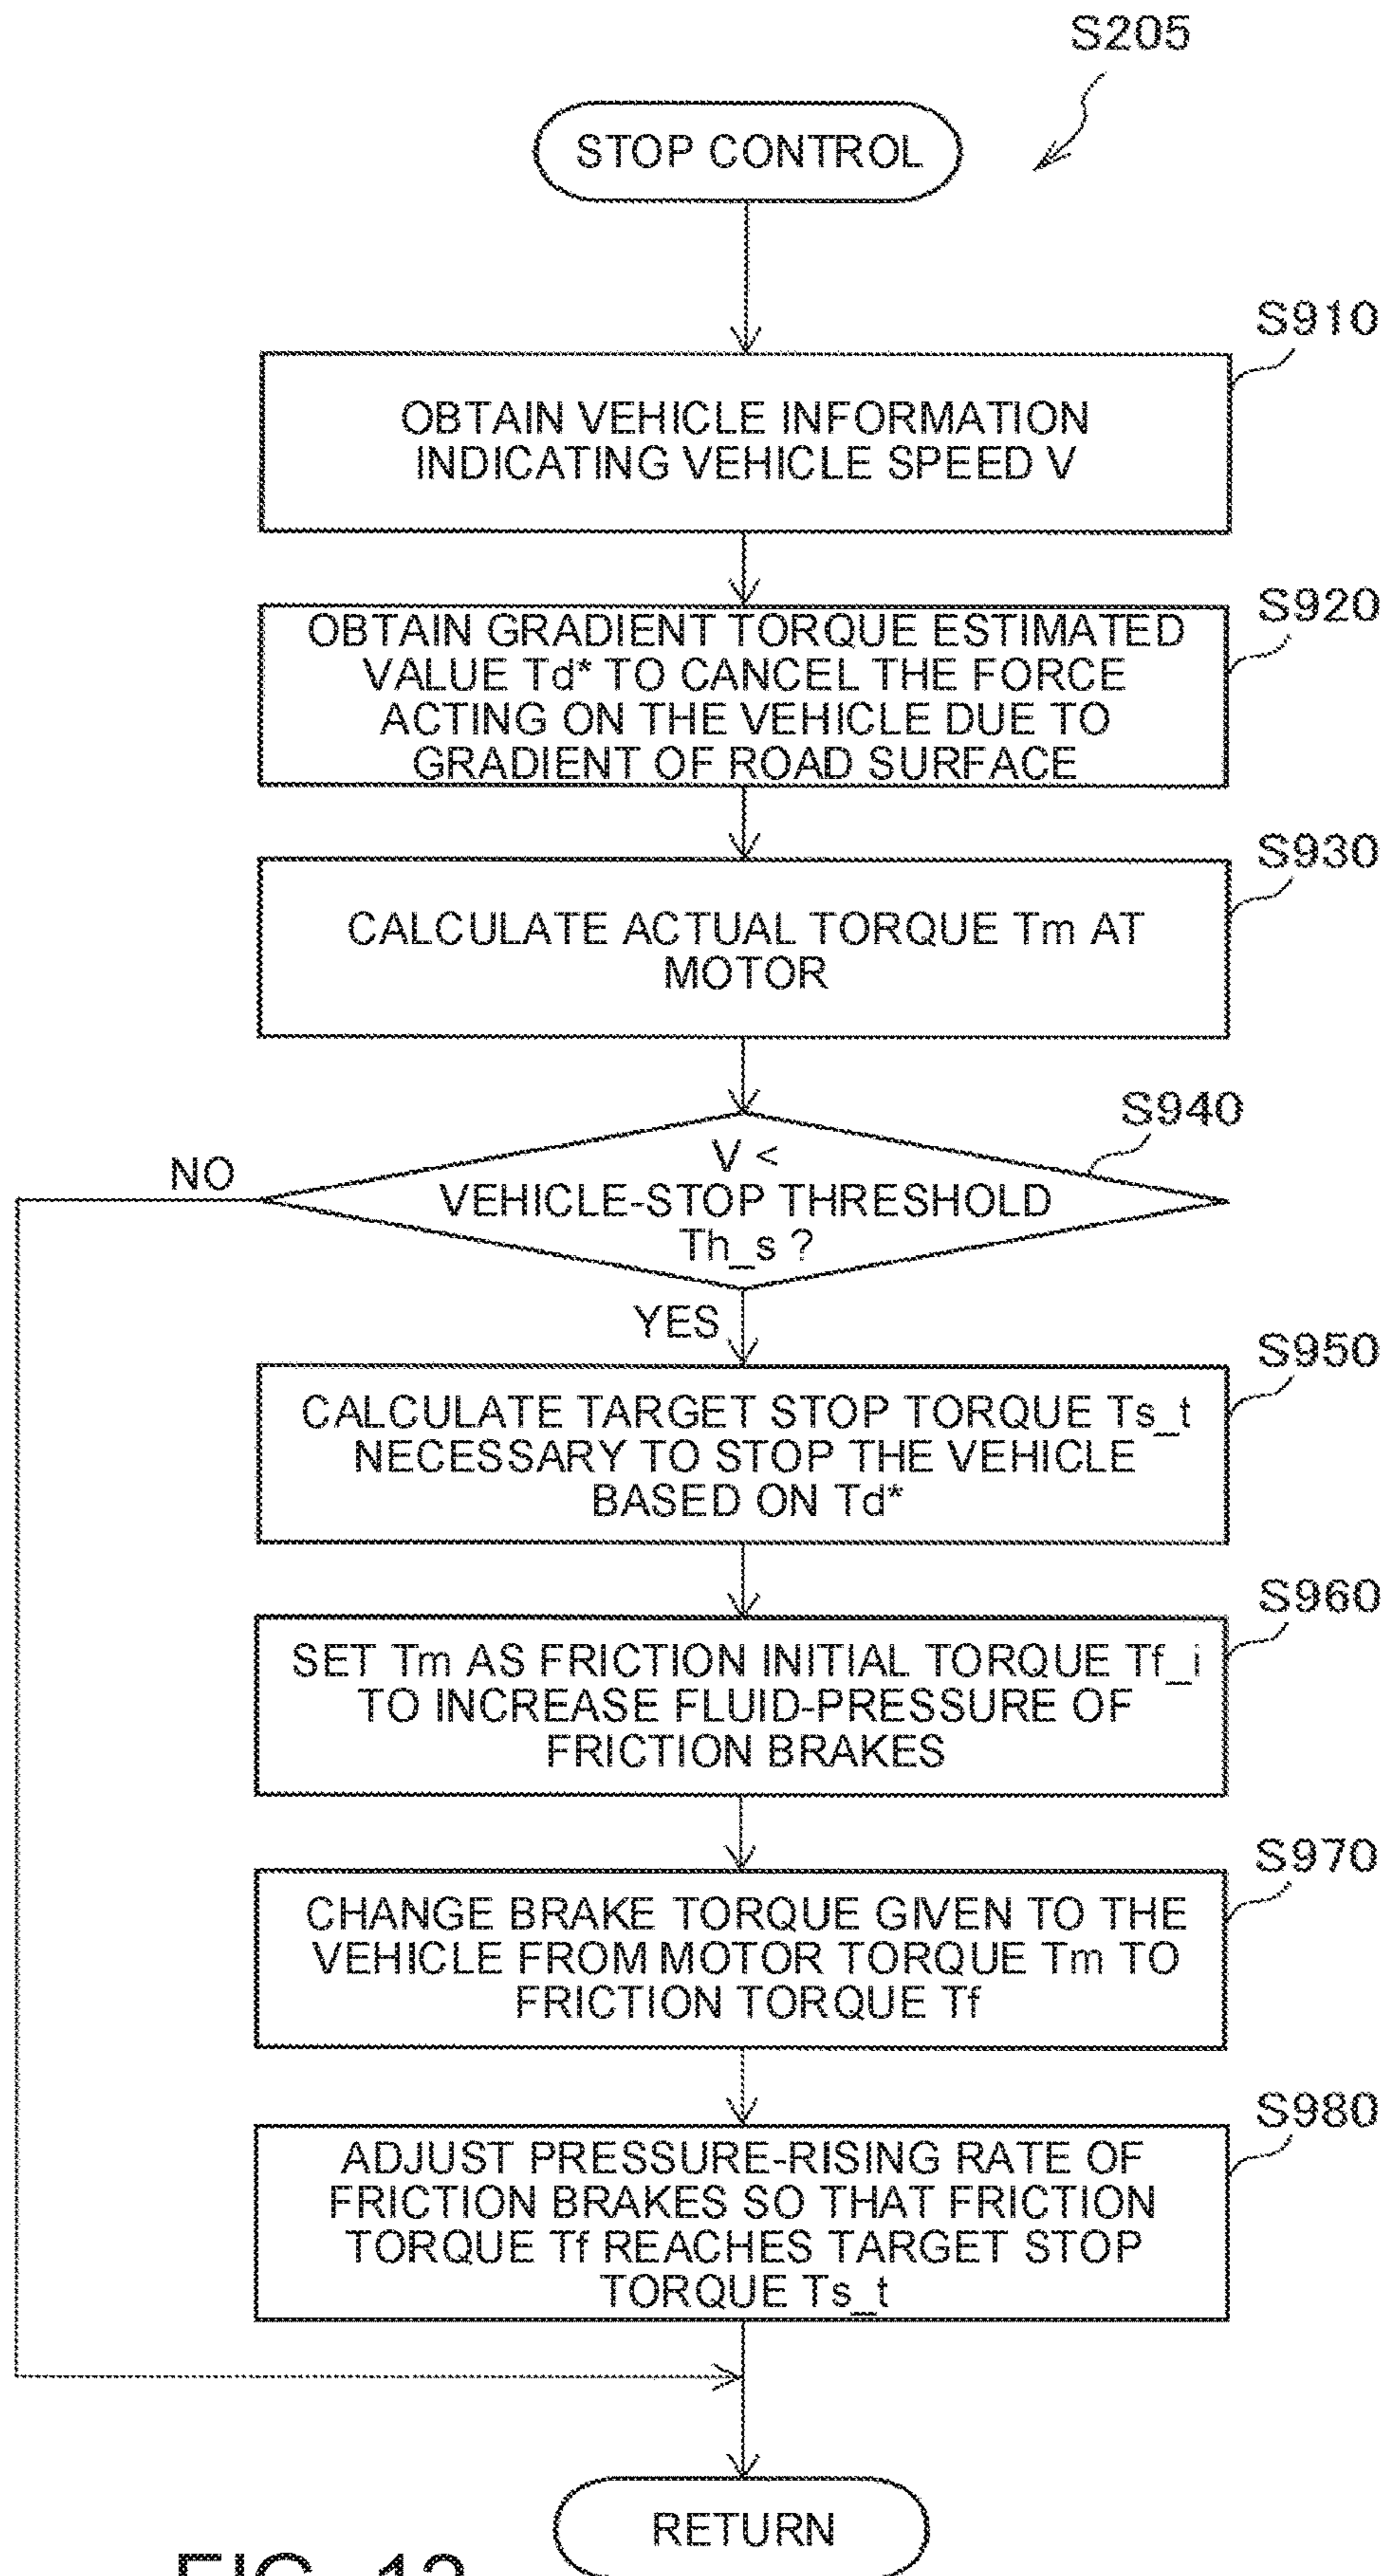 S205
STOP CONTROL
S910
OBTAIN VEHICLE INFORMATION
INDICATING VEHICLE SPEED V
S920
OBTAIN GRADIENT TORQUE ESTIMATED
VALUE Td* TO CANCEL THE FORCE
ACTING ON THE VEHICLE DUE TO
GRADIENT OF ROAD SURFACE
S930
CALCULATE ACTUAL TORQUE Tm AT
MOTOR
S940
V <
VEHICLE-STOP THRESHOLD
Th_s ?
NO
YES
S950
CALCULATE TARGET STOP TORQUE Ts_t
NECESSARY TO STOP THE VEHICLE
BASED ON Td*
S960
SET Tm AS FRICTION INITIAL TORQUE Tf_i
TO INCREASE FLUID-PRESSURE OF
FRICTION BRAKES
S970
CHANGE BRAKE TORQUE GIVEN TO THE
VEHICLE FROM MOTOR TORQUE Tm TO
FRICTION TORQUE Tf
S980
ADJUST PRESSURE-RISING RATE OF
FRICTION BRAKES SO THAT FRICTION
TORQUE Tf REACHES TARGET STOP
TORQUE Ts_t
RETURN
FIG.